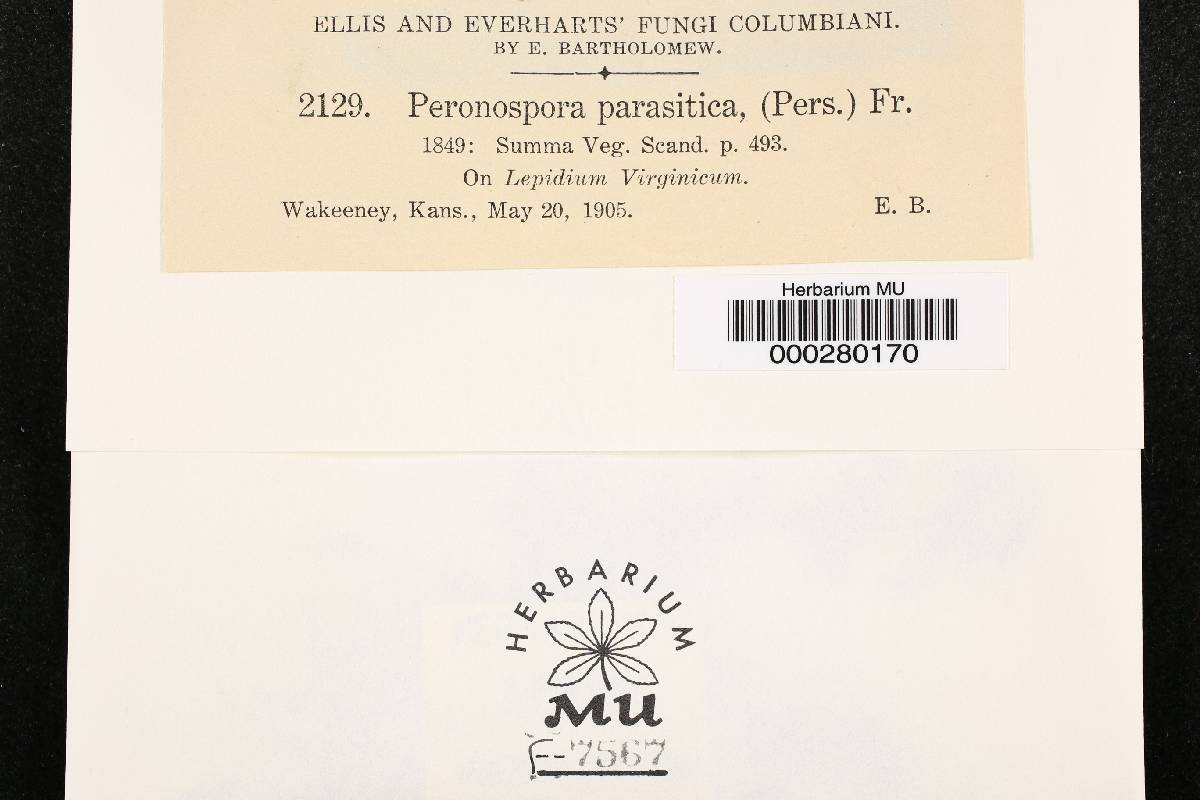 ELLIS AND EVERHARTS' FUNGI COLUMBIANI.
BY E. BARTHOLOMEW.
2129. Peronospora parasitica, (Pers.) Fr.
1849: Summa Veg. Scand. p. 493.
On Lepidium Virginicum.
Wakeeney, Kans., May 20, 1905. E. B.
Herbarium MU
000280170
HERBARIUM
MU
F--7567